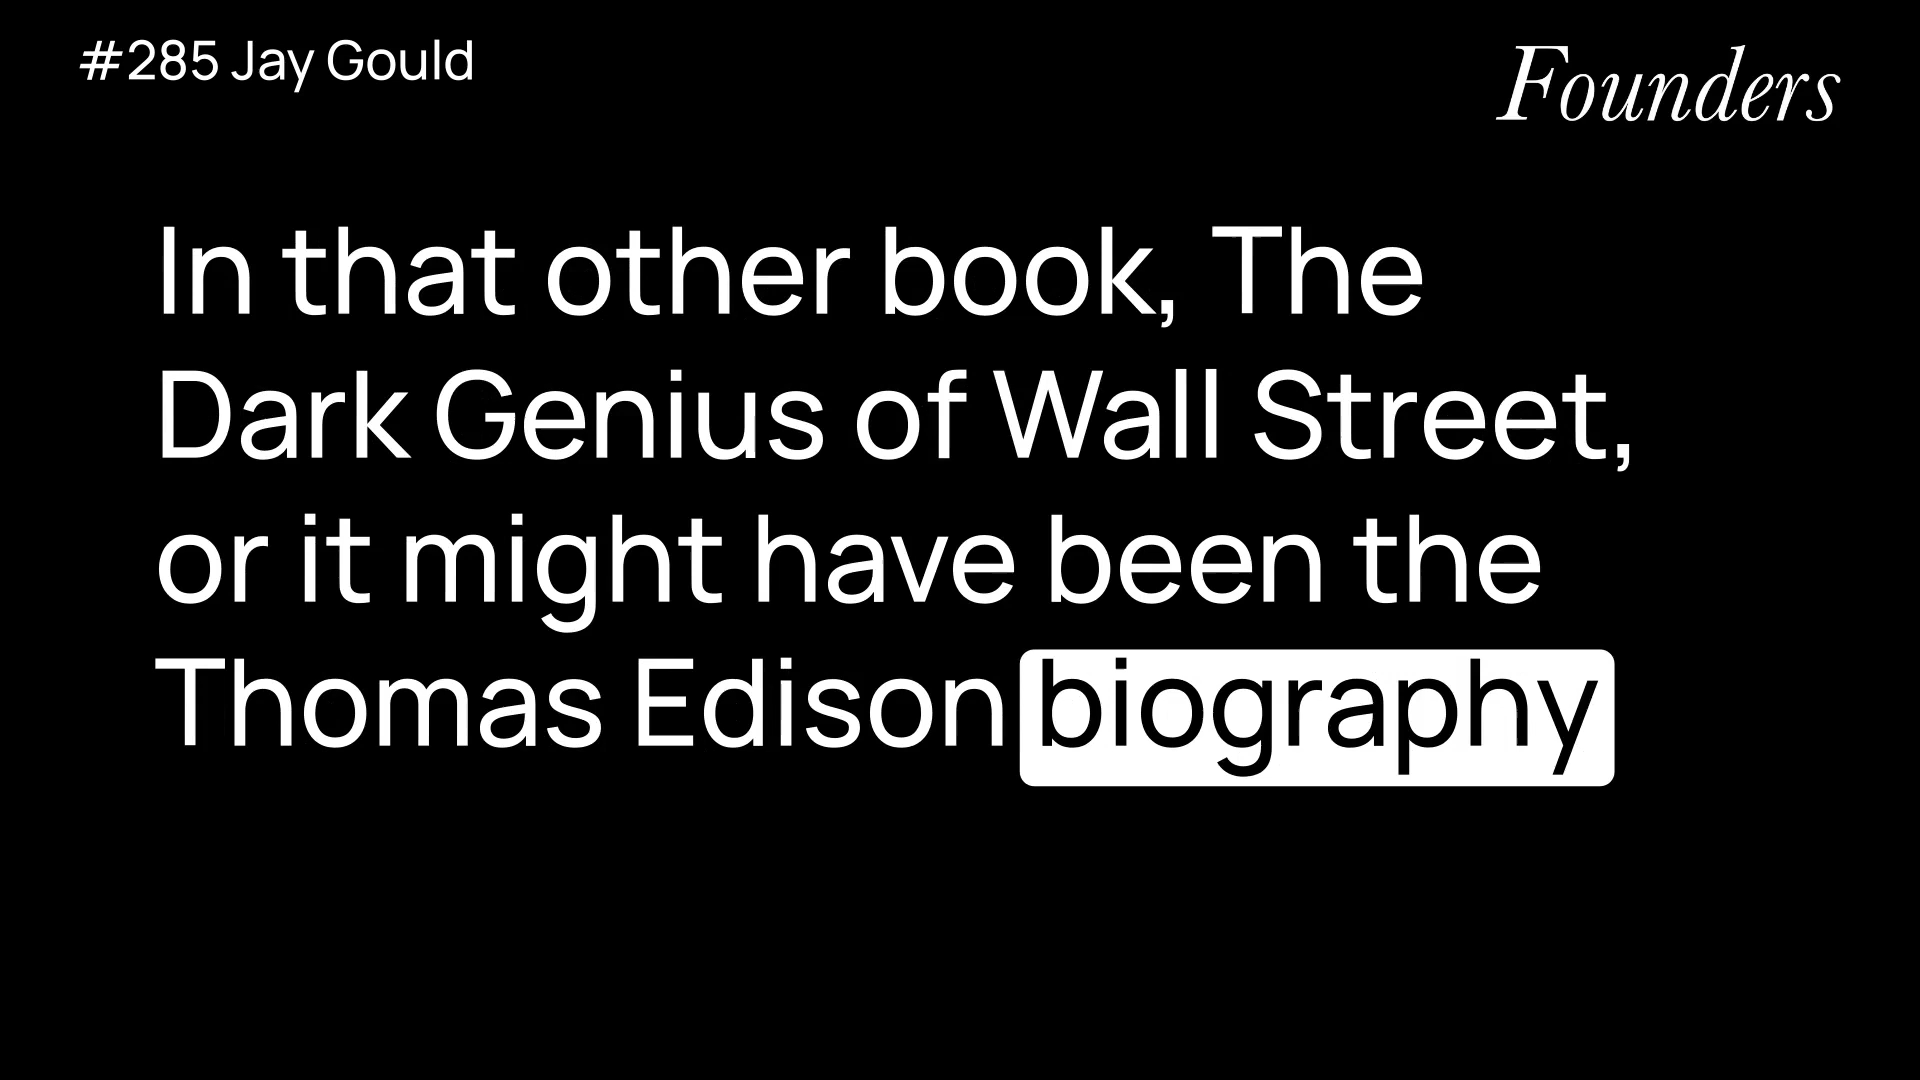 #285 Jay Gould
Founders
In that other book, The
Dark Genius of Wall Street,
or it might have been the
Thomas Edison biography